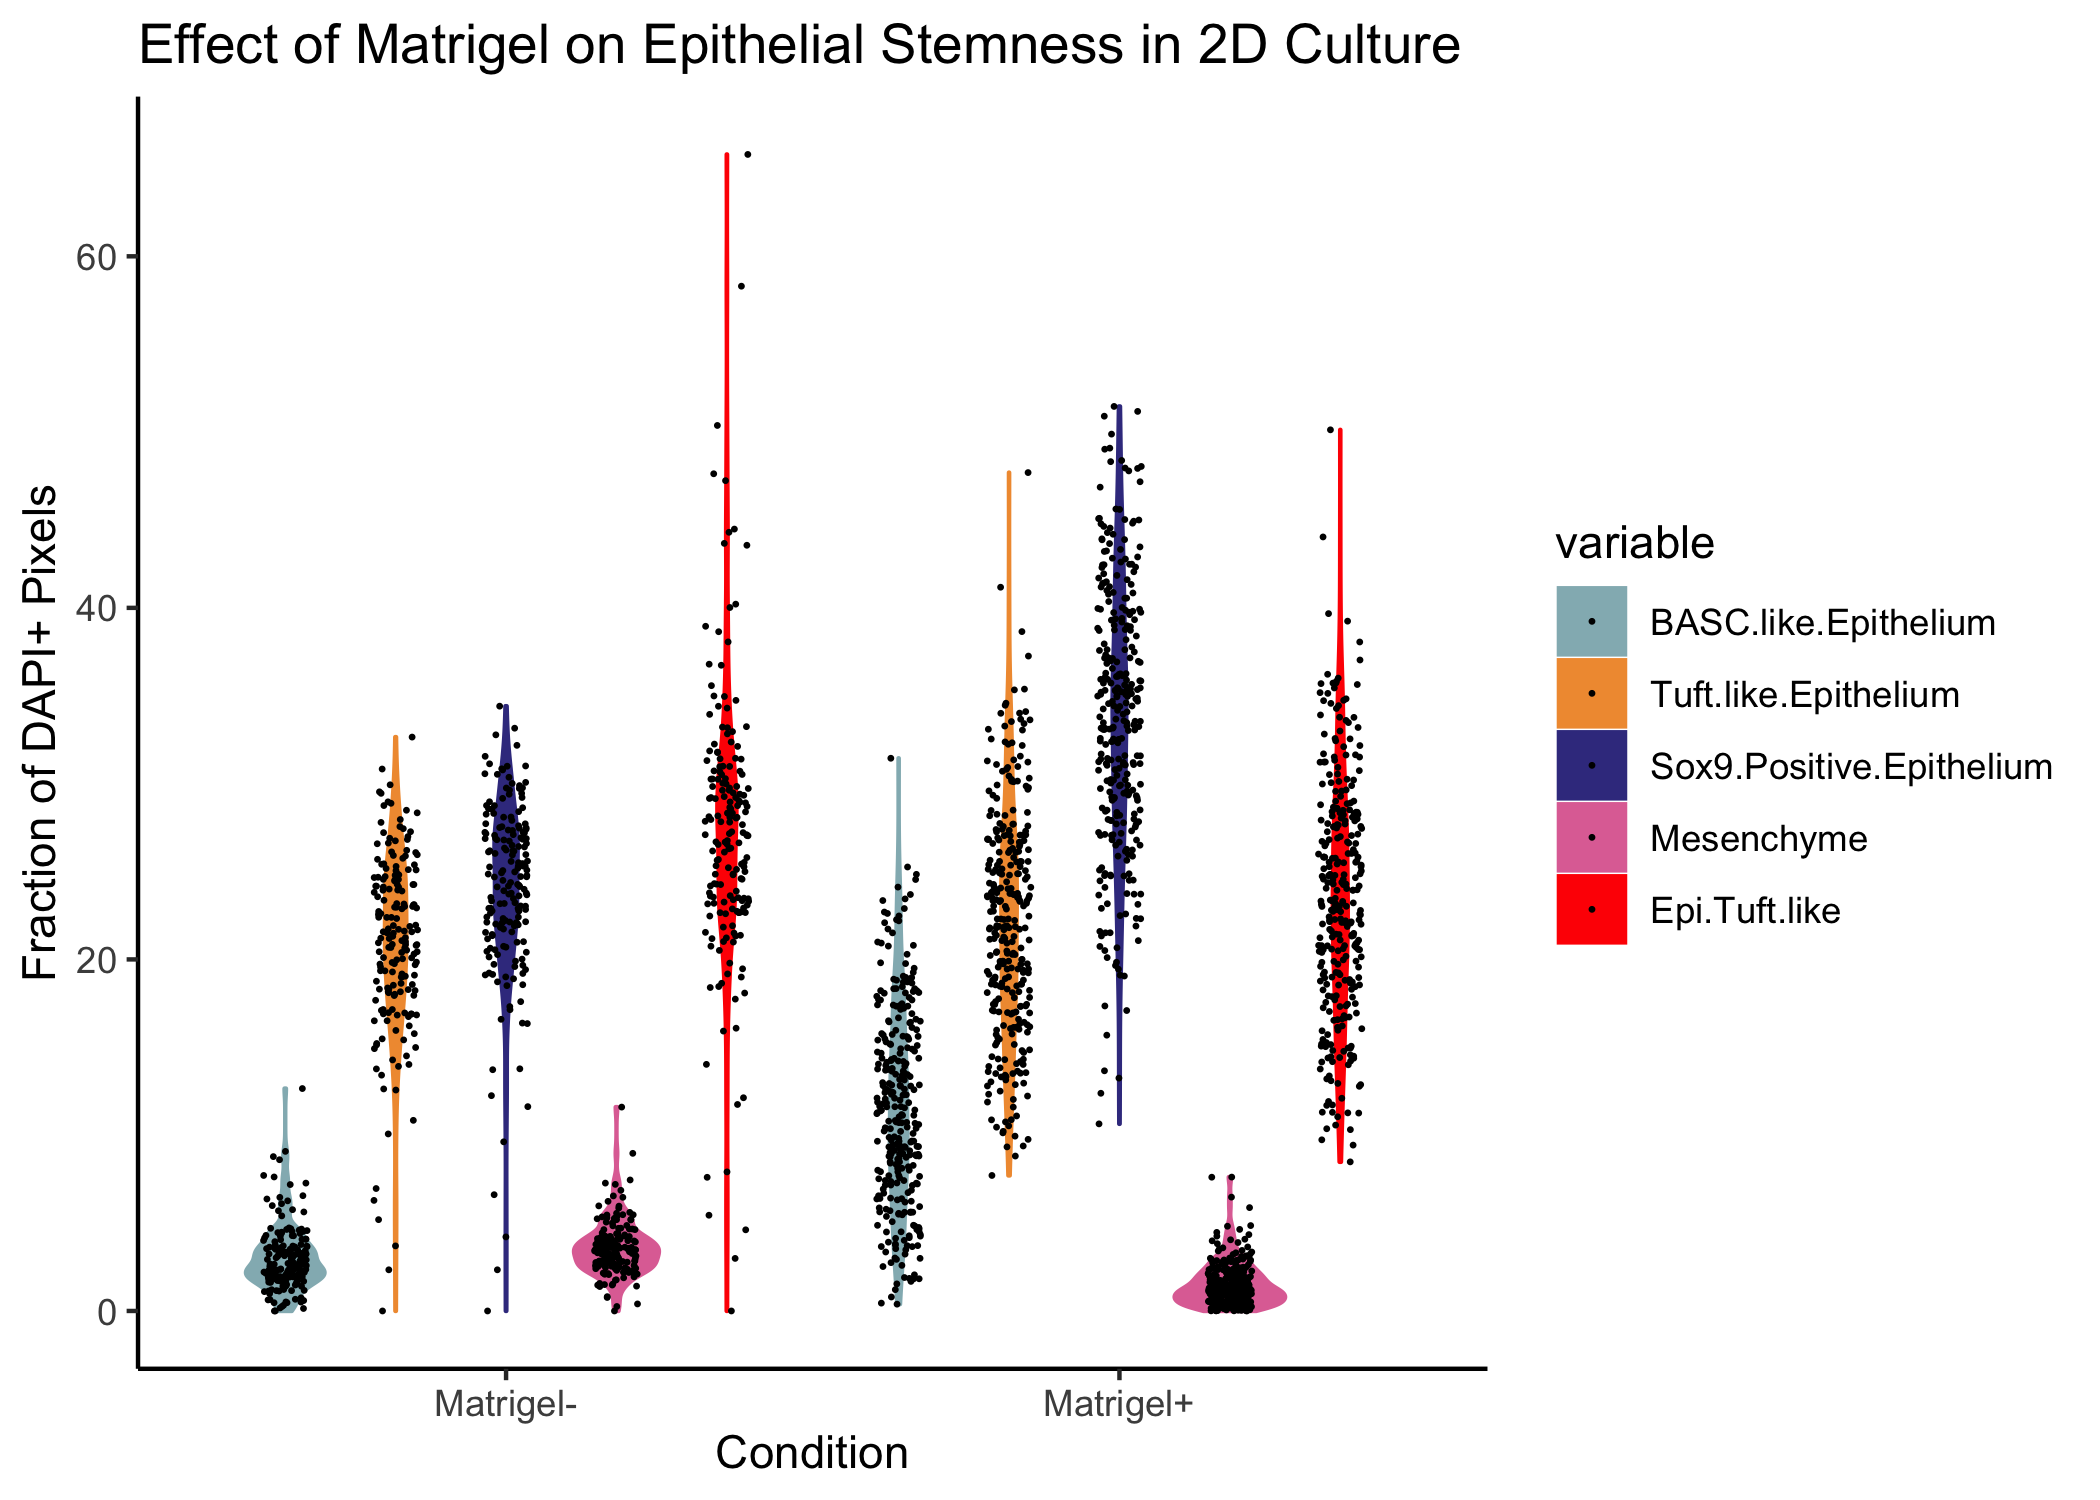 Effect of Matrigel on Epithelial Stemness in 2D Culture
Fraction of DAPI+ Pixels
60
40
20
0
Matrigel-
Matrigel+
Condition
variable
BASC.like.Epithelium
Tuft.like.Epithelium
Sox9.Positive.Epithelium
Mesenchyme
Epi.Tuft.like